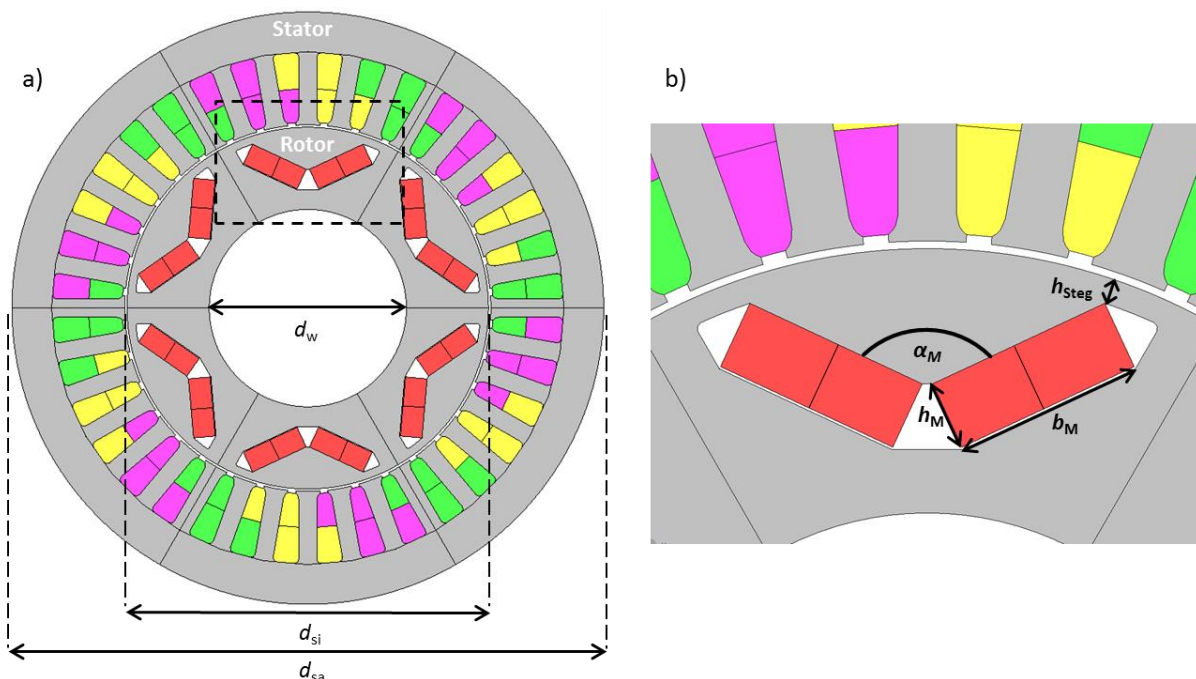 a)
Stator
Rotor
d_w
d_si
d_sa
b)
h_Steg
α_M
h_M
b_M